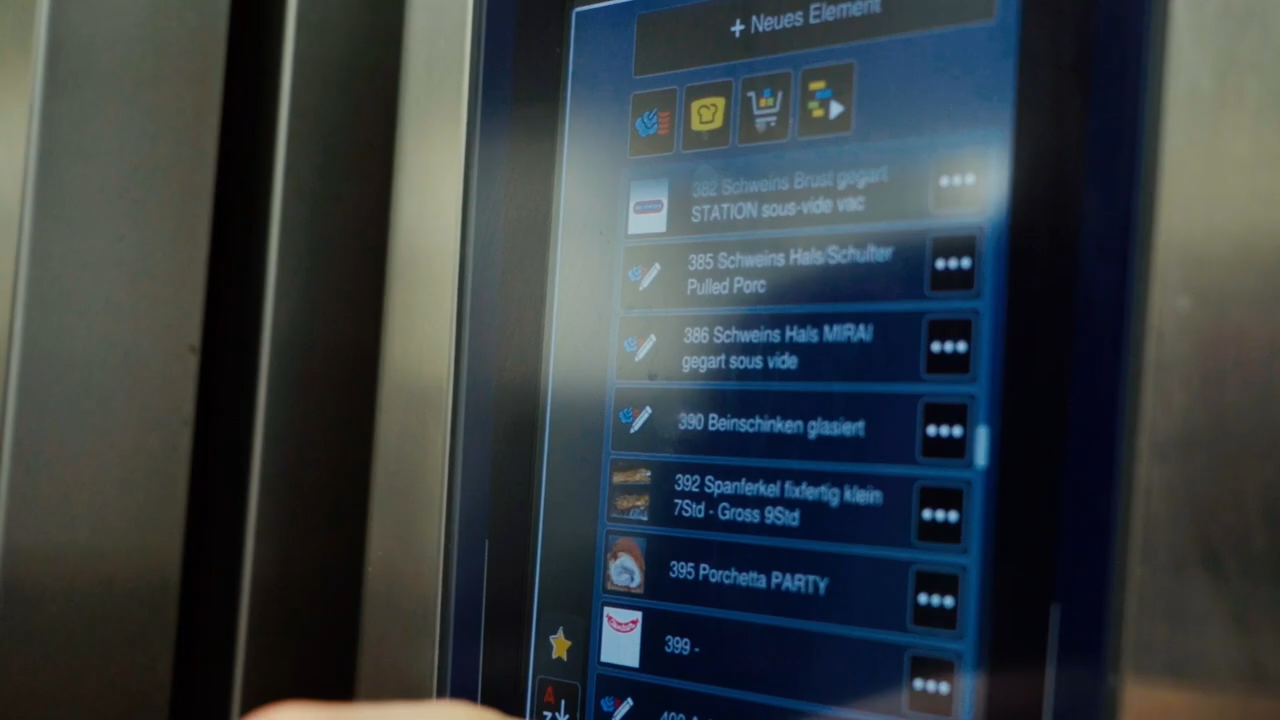 + Neues Element
382 Schweins Brust gegart
STATION sous-vide vac
385 Schweins Hals/Schulter
Pulled Porc
386 Schweins Hals MIRAI
gegart sous vide
390 Beinschinken glasiert
392 Spanferkel fixfertig klein
7Std - Gross 9Std
395 Porchetta PARTY
399 -
A
Z